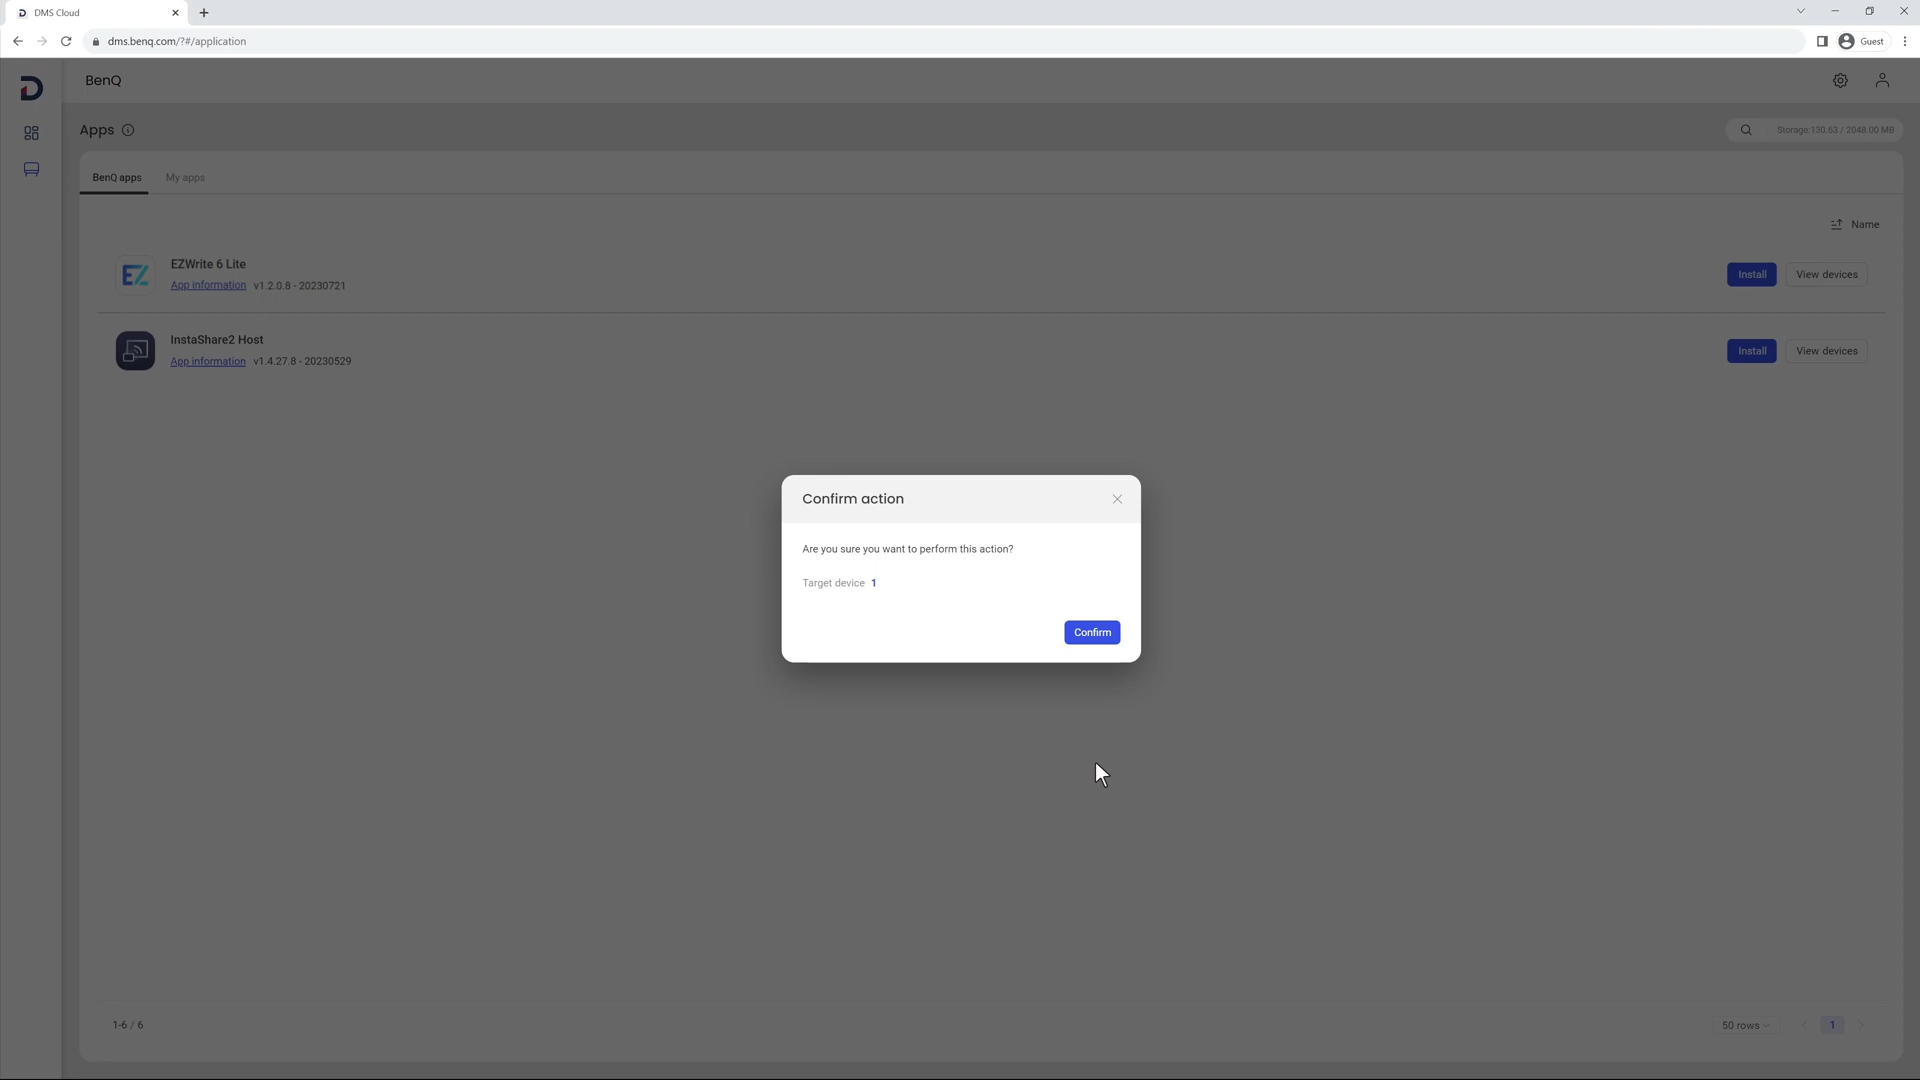 DMS Cloud
dms.benq.com/?#/application
Guest
BenQ
Apps
Storage:130.63 / 2048.00 MB
BenQ apps
My apps
Name
EZ
EZWrite 6 Lite
App information v1.2.0.8 - 20230721
Install
View devices
InstaShare2 Host
App information v1.4.27.8 - 20230529
Install
View devices
Confirm action
Are you sure you want to perform this action?
Target device 1
Confirm
1-6 / 6
50 rows
1